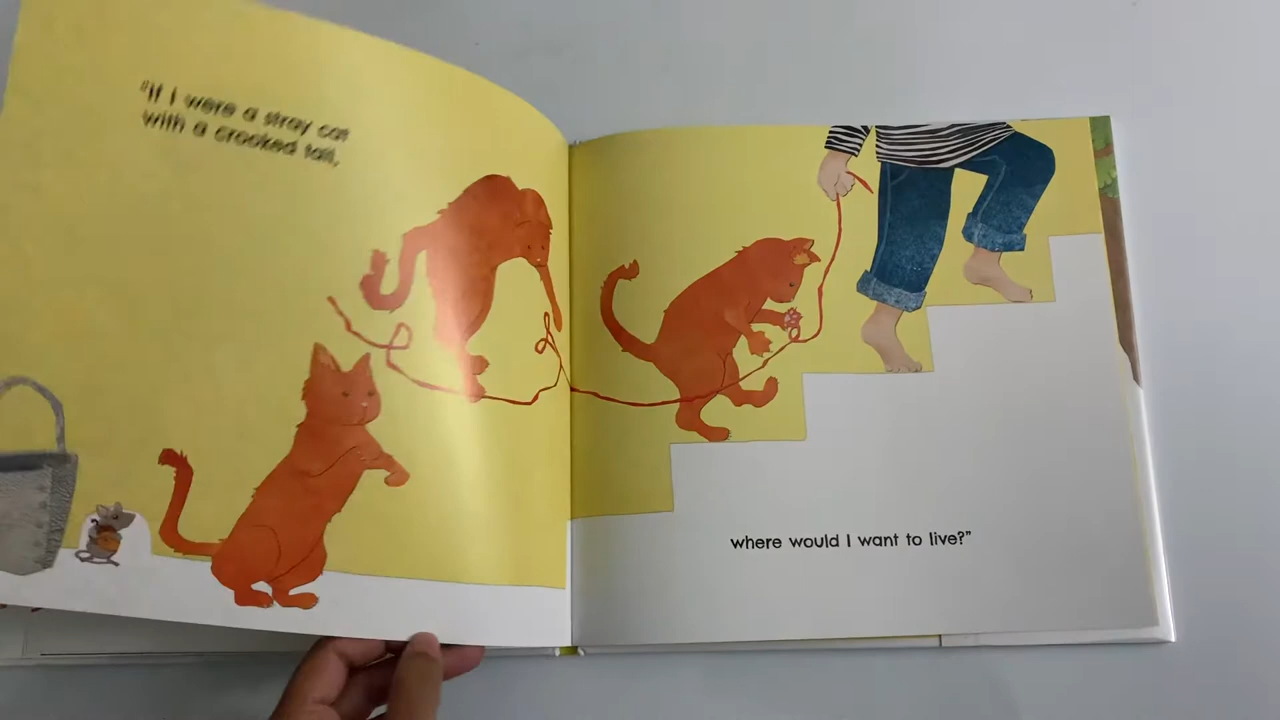 "If I were a stray cat
with a crooked tail,
where would I want to live?"